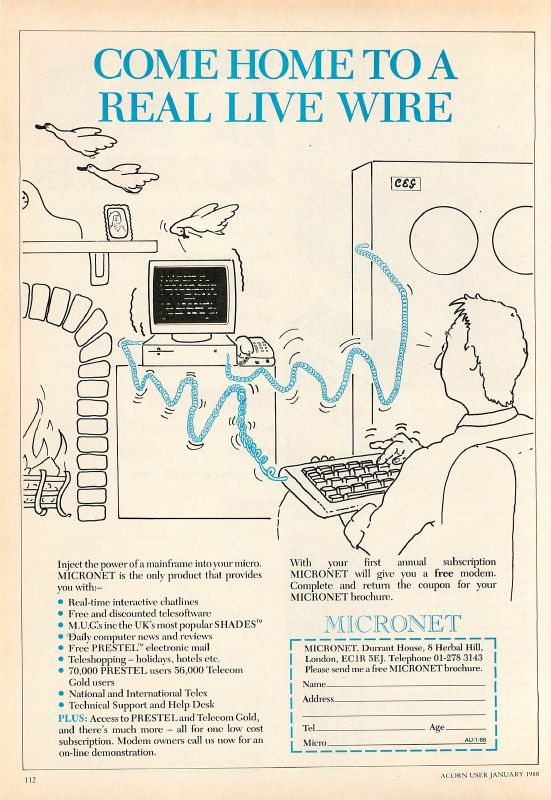 COME HOME TO A
REAL LIVE WIRE
CEG
Inject the power of a mainframe into your micro.
MICRONET is the only product that provides
you with:–
• Real-time interactive chatlines
• Free and discounted telesoftware
• M.U.G.'s inc the UK's most popular SHADES™
• Daily computer news and reviews
• Free PRESTEL™ electronic mail
• Teleshopping – holidays, hotels etc.
• 70,000 PRESTEL users 56,000 Telecom
Gold users
• National and International Telex
• Technical Support and Help Desk
PLUS: Access to PRESTEL and Telecom Gold,
and there's much more – all for one low cost
subscription. Modem owners call us now for an
on-line demonstration.
With your first annual subscription
MICRONET will give you a free modem.
Complete and return the coupon for your
MICRONET brochure.
MICRONET
MICRONET, Durrant House, 8 Herbal Hill,
London, EC1R 5EJ. Telephone 01-278 3143
Please send me a free MICRONET brochure.
Name
Address
Tel Age
Micro AU 1/88
112
ACORN USER JANUARY 1988